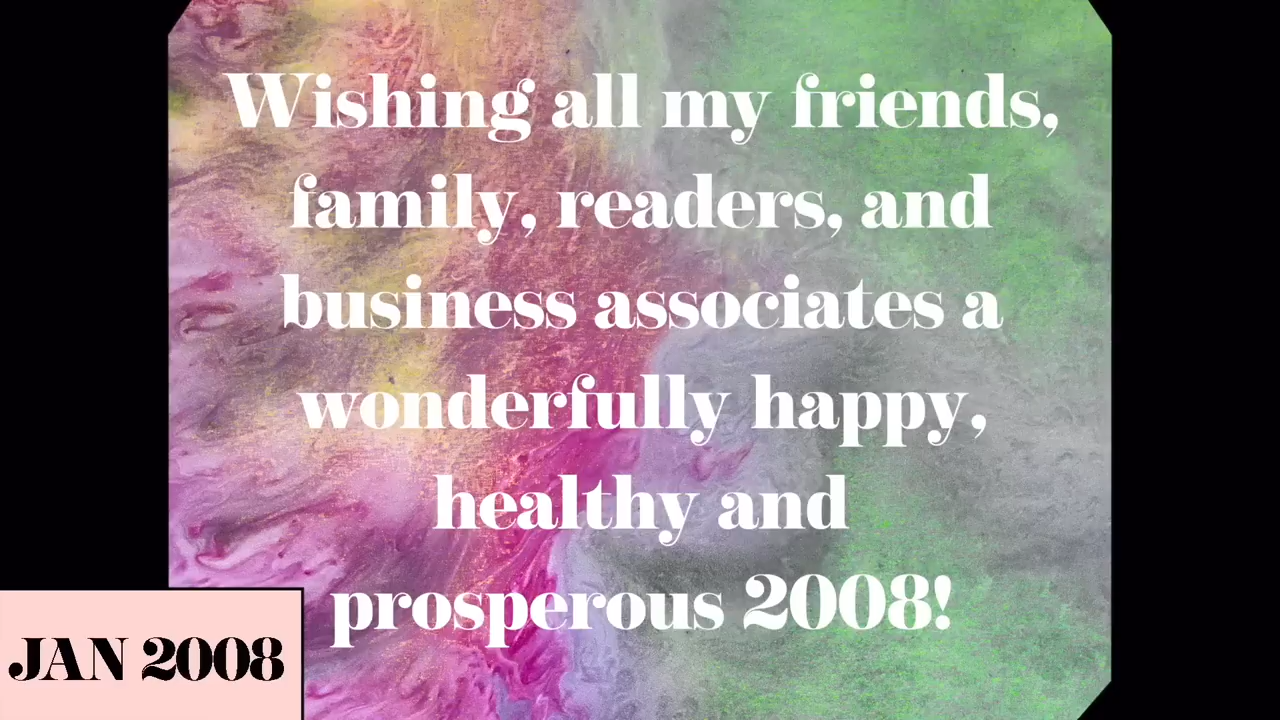 Wishing all my friends,
family, readers, and
business associates a
wonderfully happy,
healthy and
prosperous 2008!
JAN 2008